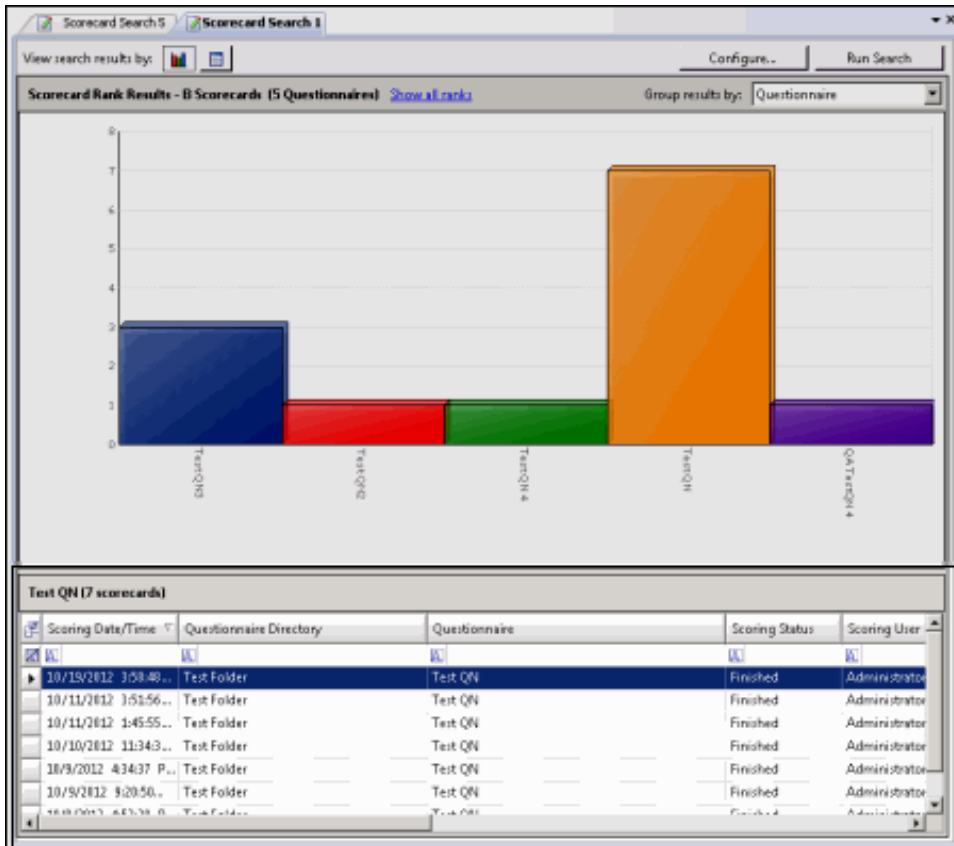 Scorecard Search 5 Scorecard Search 1
View search results by: Configure... Run Search
Scorecard Rank Results - B Scorecards (5 Questionnaires) Show all ranks Group results by: Questionnaire
8
7
6
5
4
3
2
1
0
TestQN3 TestQN2 TestQN 4 TestQN QA TestQN 4
Test QN (7 scorecards)
Scoring Date/Time Questionnaire Directory Questionnaire Scoring Status Scoring User
10/19/2012 3:58:48... Test Folder Test QN Finished Administrator
10/11/2012 3:51:56... Test Folder Test QN Finished Administrator
10/11/2012 1:45:55... Test Folder Test QN Finished Administrator
10/10/2012 11:34:3... Test Folder Test QN Finished Administrator
10/9/2012 4:34:37 P... Test Folder Test QN Finished Administrator
10/9/2012 9:20:50... Test Folder Test QN Finished Administrator